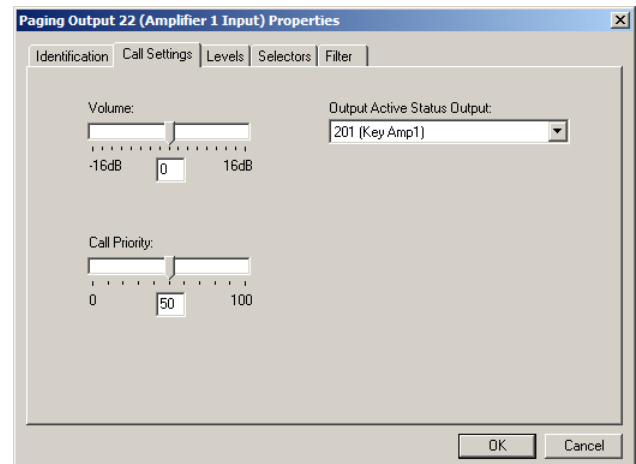 Paging Output 22 (Amplifier 1 Input) Properties
Identification Call Settings Levels Selectors Filter
Volume:
-16dB 0 16dB
Output Active Status Output:
201 (Key Amp1)
Call Priority:
0 50 100
OK Cancel